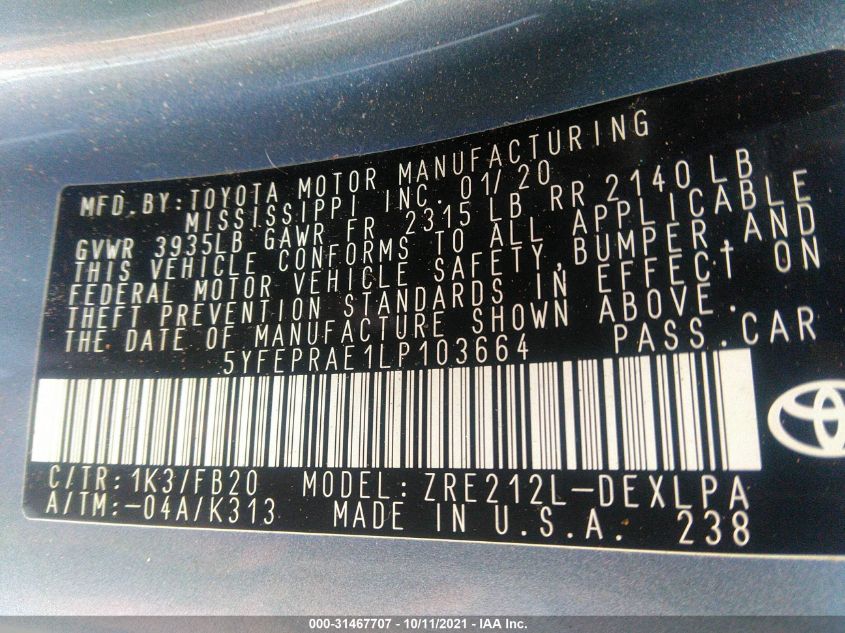 MFD.BY:TOYOTA MOTOR MANUFACTURING
MISSISSIPPI INC. 01/20
GVWR 3935LB GAWR FR 2315 LB RR 2140LB
THIS VEHICLE CONFORMS TO ALL APPLICABLE
FEDERAL MOTOR VEHICLE SAFETY,BUMPER,AND
THEFT PREVENTION STANDARDS IN EFFECT ON
THE DATE OF MANUFACTURE SHOWN ABOVE.
5YFEPRAE1LP103664 PASS.CAR
C/TR:1K3/FB20 MODEL:ZRE212L-DEXLPA
A/TM:-04A/K313 MADE IN U.S.A. 238
000-31467707 - 10/11/2021 - IAA Inc.